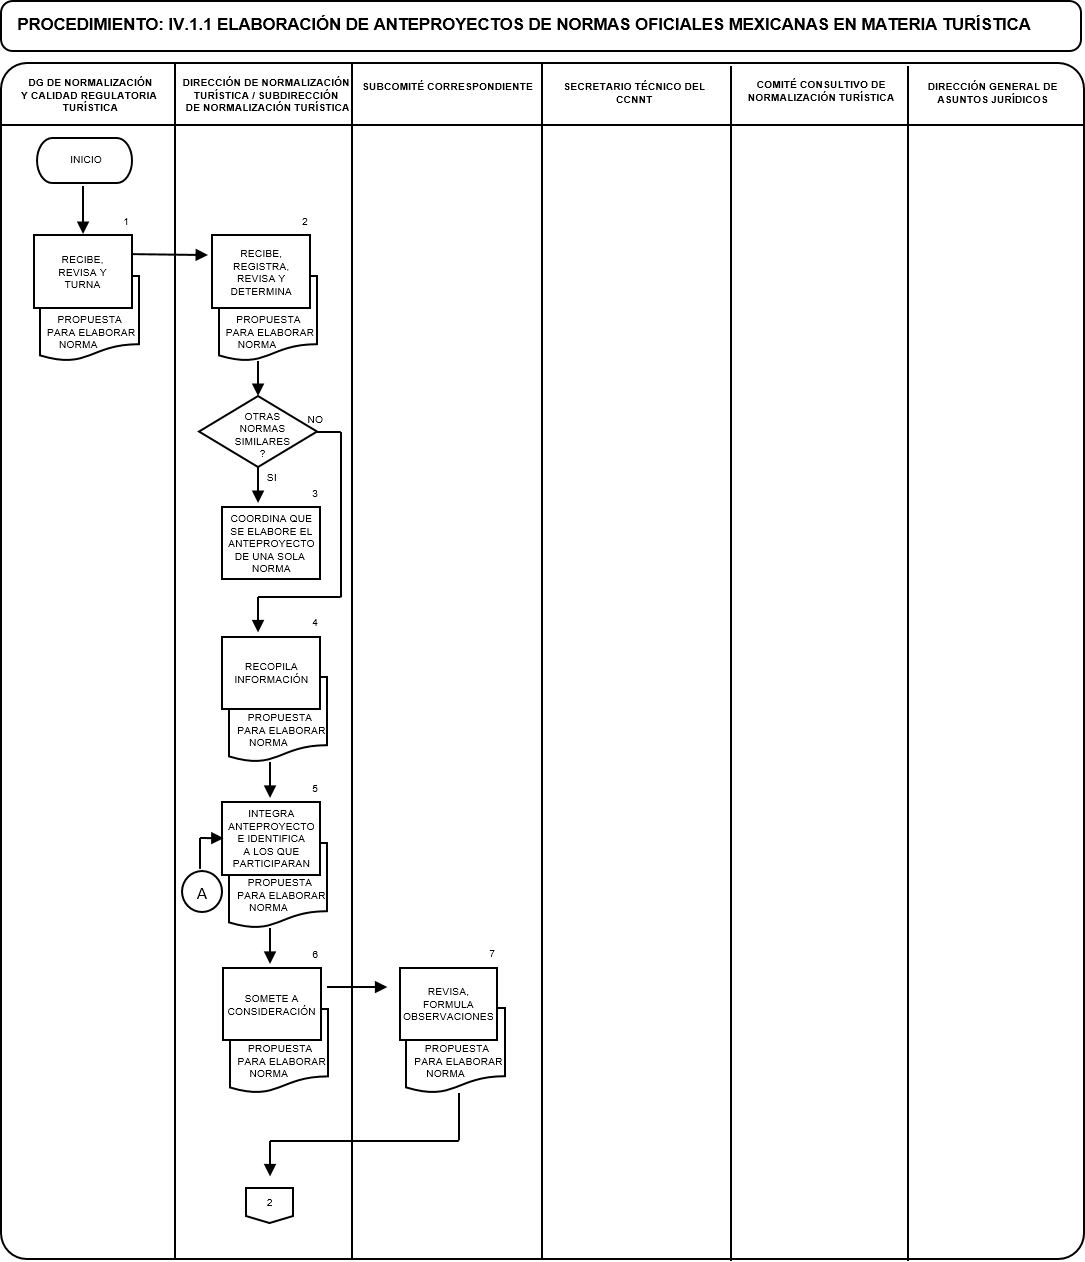 PROCEDIMIENTO: IV.1.1 ELABORACIÓN DE ANTEPROYECTOS DE NORMAS OFICIALES MEXICANAS EN MATERIA TURÍSTICA
DG DE NORMALIZACIÓN
Y CALIDAD REGULATORIA
TURÍSTICA
DIRECCIÓN DE NORMALIZACIÓN
TURÍSTICA / SUBDIRECCIÓN
DE NORMALIZACIÓN TURÍSTICA
SUBCOMITÉ CORRESPONDIENTE
SECRETARIO TÉCNICO DEL
CCNNT
COMITÉ CONSULTIVO DE
NORMALIZACIÓN TURÍSTICA
DIRECCIÓN GENERAL DE
ASUNTOS JURÍDICOS
INICIO
1
RECIBE,
REVISA Y
TURNA
PROPUESTA
PARA ELABORAR
NORMA
2
RECIBE,
REGISTRA,
REVISA Y
DETERMINA
PROPUESTA
PARA ELABORAR
NORMA
OTRAS
NORMAS
SIMILARES
?
NO
SI
3
COORDINA QUE
SE ELABORE EL
ANTEPROYECTO
DE UNA SOLA
NORMA
4
RECOPILA
INFORMACIÓN
PROPUESTA
PARA ELABORAR
NORMA
5
INTEGRA
ANTEPROYECTO
E IDENTIFICA
A LOS QUE
PARTICIPARAN
PROPUESTA
PARA ELABORAR
NORMA
A
6
SOMETE A
CONSIDERACIÓN
PROPUESTA
PARA ELABORAR
NORMA
7
REVISA,
FORMULA
OBSERVACIONES
PROPUESTA
PARA ELABORAR
NORMA
2